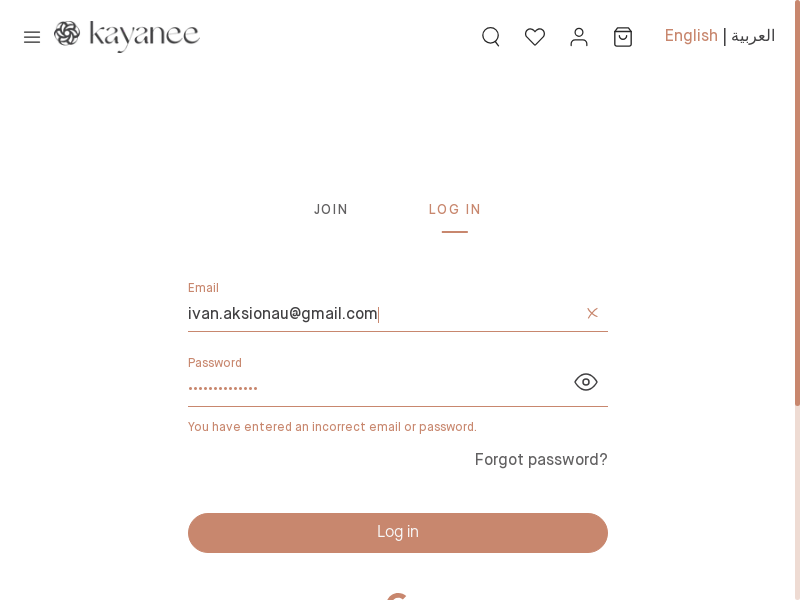 kayanee
English | العربية
JOIN
LOG IN
Email
ivan.aksionau@gmail.com
Password
You have entered an incorrect email or password.
Forgot password?
Log in